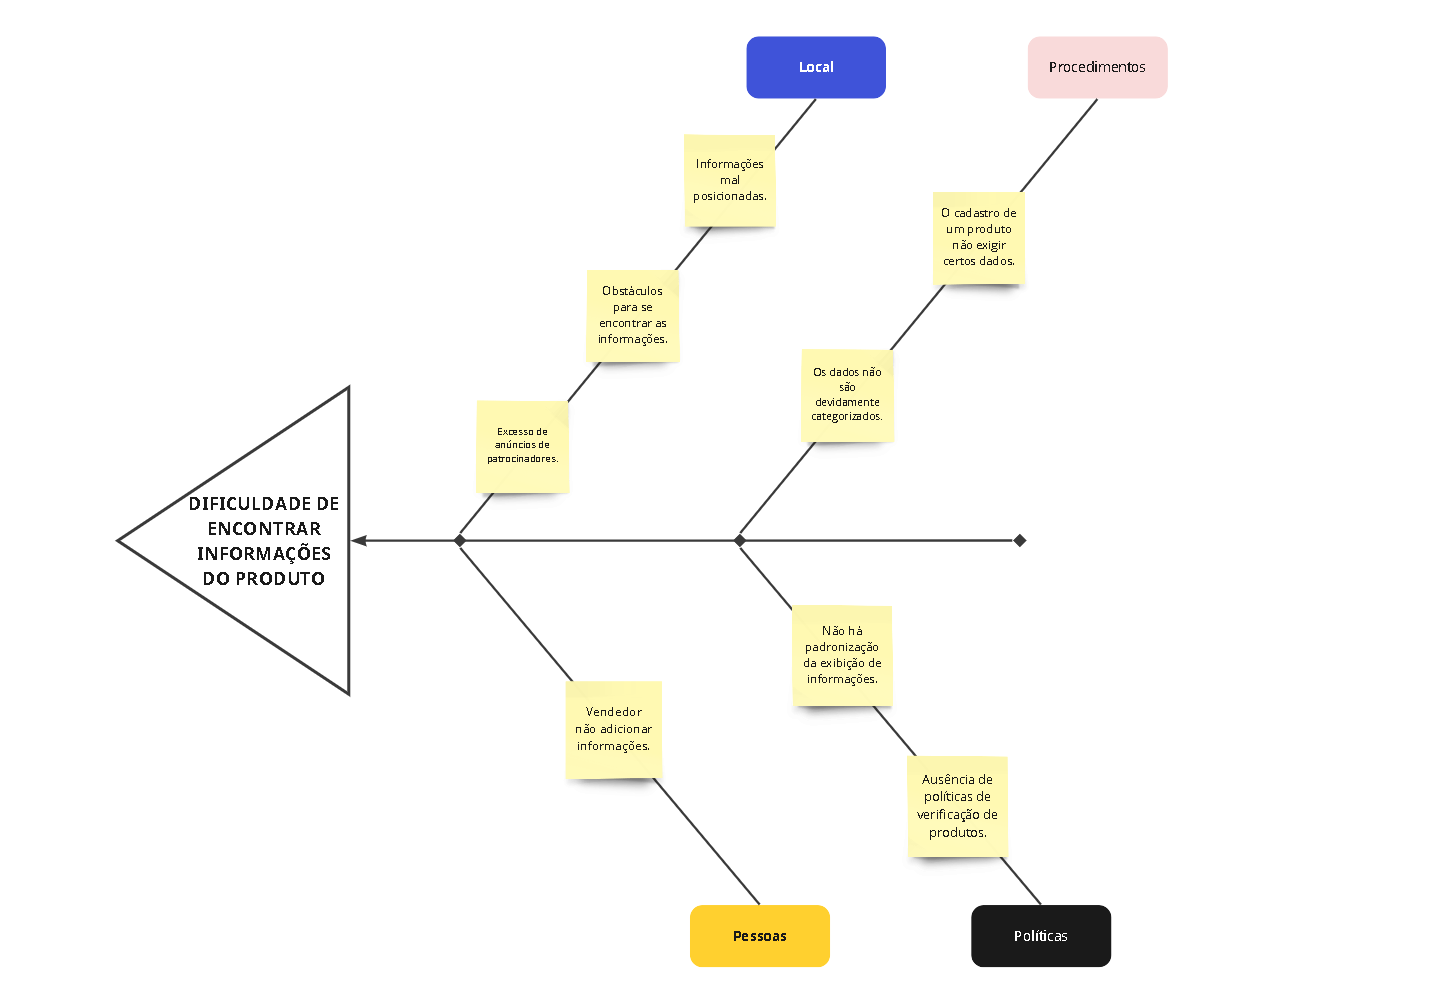 Local
Procedimentos
Informações
mal
posicionadas.
O cadastro de
um produto
não exigir
certos dados.
Obstáculos
para se
encontrar as
informações.
Os dados não
são
devidamente
categorizados.
Excesso de
anúncios de
patrocinadores.
DIFICULDADE DE
ENCONTRAR
INFORMAÇÕES
DO PRODUTO
Não há
padronização
da exibição de
informações.
Vendedor
não adicionar
informações.
Ausência de
políticas de
verificação de
produtos.
Pessoas
Políticas